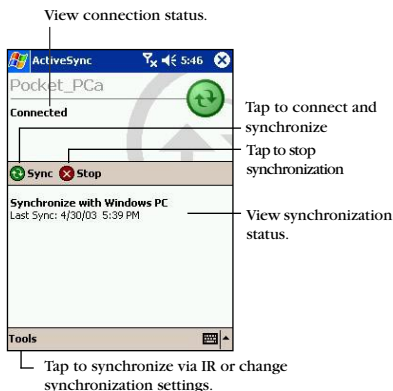 View connection status.
ActiveSync 5:46
Pocket_PCa
Connected
Tap to connect and
synchronize
Tap to stop
synchronization
Sync Stop
Synchronize with Windows PC
Last Sync: 4/30/03 5:39 PM
View synchronization
status.
Tools
Tap to synchronize via IR or change
synchronization settings.